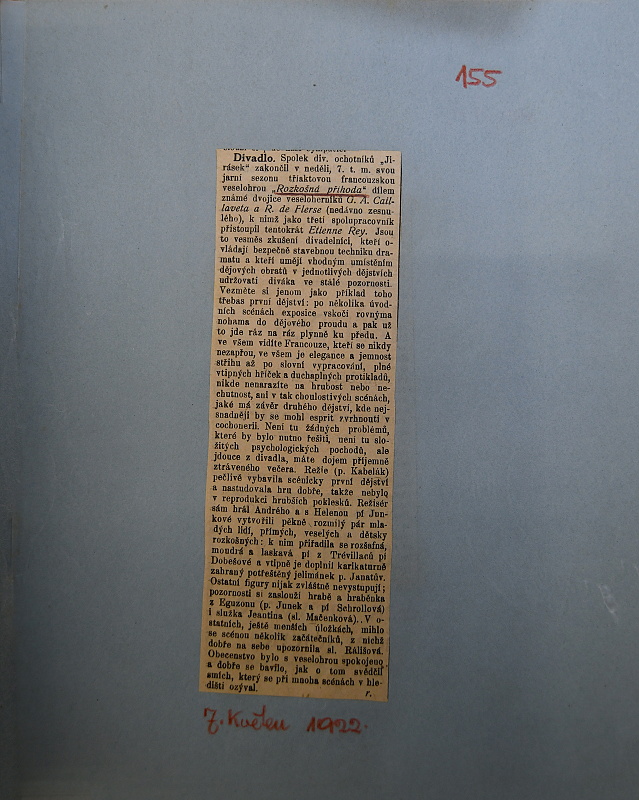 155
Divadlo. Spolek div. ochotníků „Ji-
rásek“ zakončil v neděli, 7. t. m. svou
jarní sezonu tříaktovou francouzskou
veselohrou „Rozkošná příhoda“ dílem
známé dvojice veseloherníků G. A. Cail-
laveta a R. de Flerse (nedávno zesnu-
lého), k nimž jako třetí spolupracovník
přistoupil tentokrát Etienne Rey. Jsou
to vesměs zkušení divadelníci, kteří o-
vládají bezpečně stavebnou techniku dra-
matu a kteří umějí vhodným umístěním
dějových obratů v jednotlivých dějstvích
udržovati diváka ve stálé pozornosti.
Vezměte si jenom jako příklad toho
třebas první dějství: po několika úvod-
ních scénách exposice vskočí rovnýma
nohama do dějového proudu a pak už
to jde ráz na ráz plynně ku předu. A
ve všem vidíte Francouze, kteří se nikdy
nezapřou, ve všem je elegance a jemnost
střihu až po slovní vypracování, plné
vtipných hříček a duchaplných protikladů,
nikde nenarazíte na hrubost nebo ne-
chutnost, ani v tak choulostivých scénách,
jaké má závěr druhého dějství, kde nej-
snadněji by se mohl esprit zvrhnouti v
cochonerii. Není tu žádných problémů,
které by bylo nutno řešiti, není tu slo-
žitých psychologických pochodů, ale
jdouce z divadla, máte dojem příjemně
ztráveného večera. Režie (p. Kabelák)
pečlivě vybavila scénicky první dějství
a nastudovala hru dobře, takže nebylo
v reprodukci hrubších poklesků. Režisér
sám hrál Andrého a s Helenou pí Jun-
kové vytvořili pěkně rozmilý pár mla-
dých lidí, přímých, veselých a dětsky
rozkošných: k nim přiřadila se rozšafná,
moudrá a laskavá pí z Trévillaců pí
Dobešové a vtipně je doplnil karikaturně
zahraný potřeštěný jelimánek p. Janatův.
Ostatní figury nijak zvláštně nevystupují;
pozornosti si zaslouží hrabě a hraběnka
z Eguzonu (p. Junek a pí Schrollová)
i služka Jeantina (sl. Mačenková). V o-
statních, ještě menších úložkách, mihlo
se scénou několik začátečníků, z nichž
dobře na sebe upozornila sl. Rálišová.
Obecenstvo bylo s veselohrou spokojeno
a dobře se bavilo, jak o tom svědčil
smích, který se při mnoha scénách v hle-
dišti ozýval. r.
7. Květen 1922.